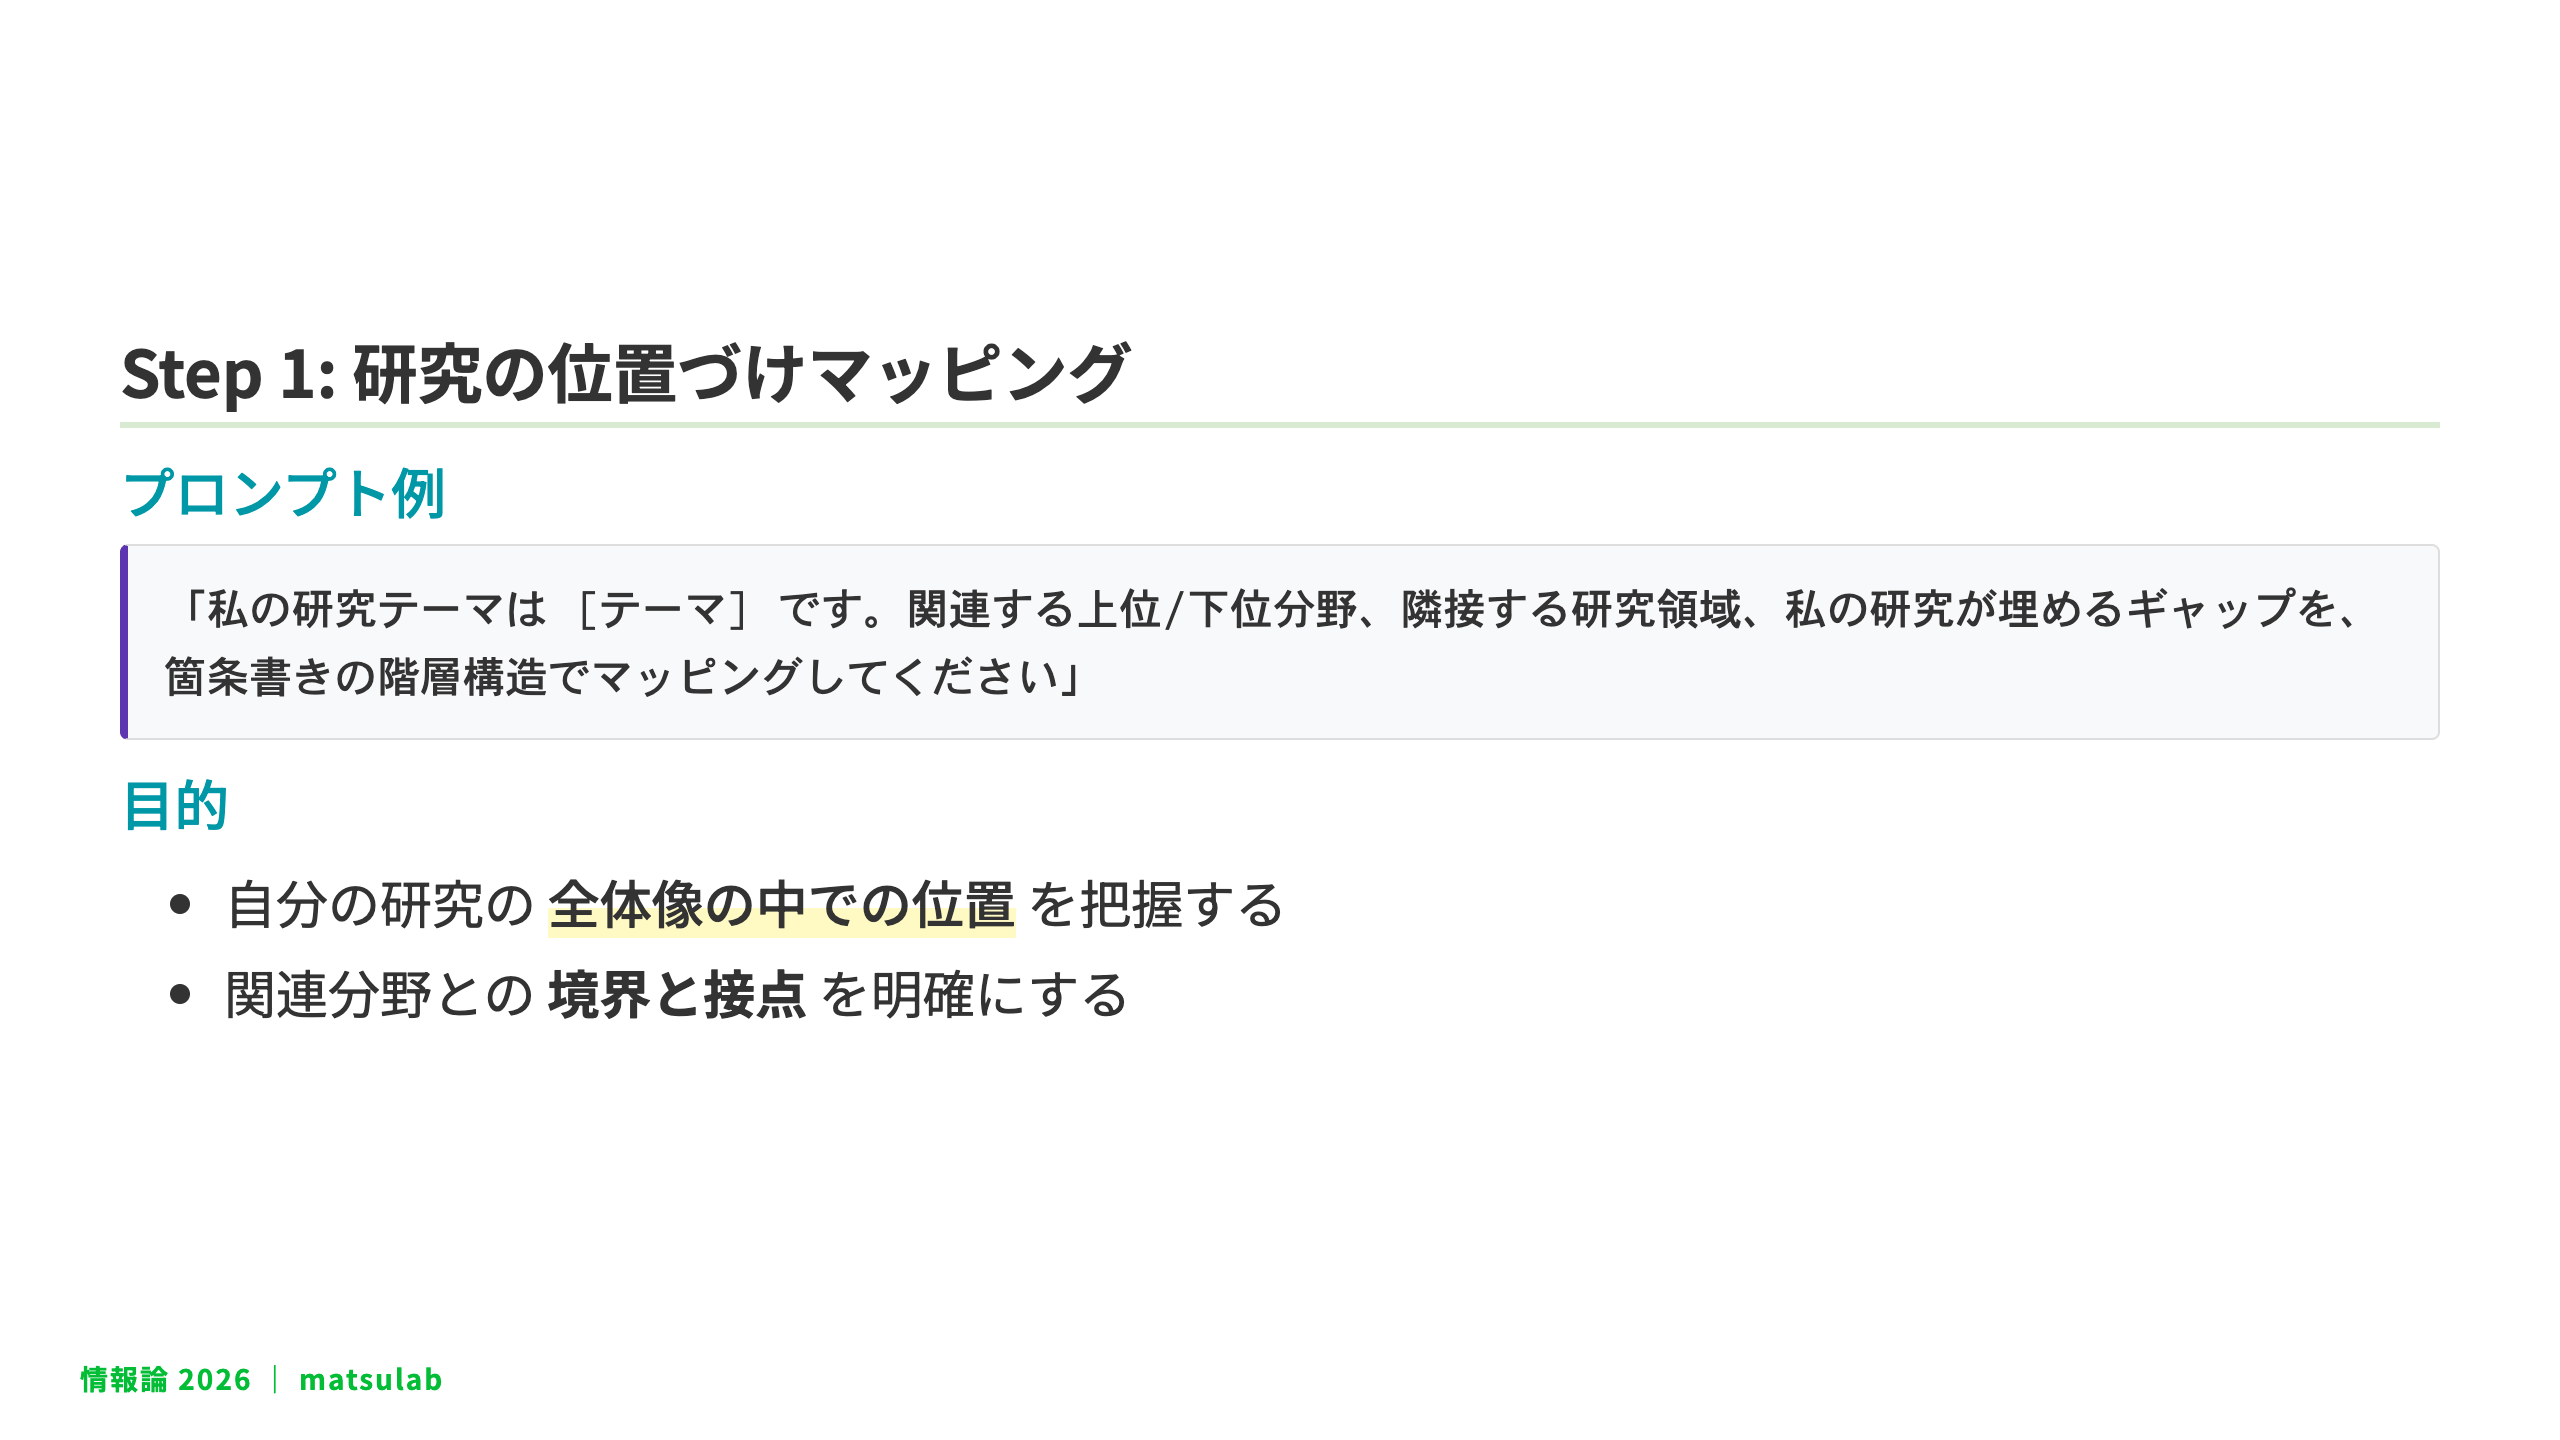 Step 1: 研究の位置づけマッピング
プロンプト例
「私の研究テーマは［テーマ］です。関連する上位/下位分野、隣接する研究領域、私の研究が埋めるギャップを、
箇条書きの階層構造でマッピングしてください」
目的
• 自分の研究の 全体像の中での位置 を把握する
• 関連分野との 境界と接点 を明確にする
情報論 2026 ｜ matsulab